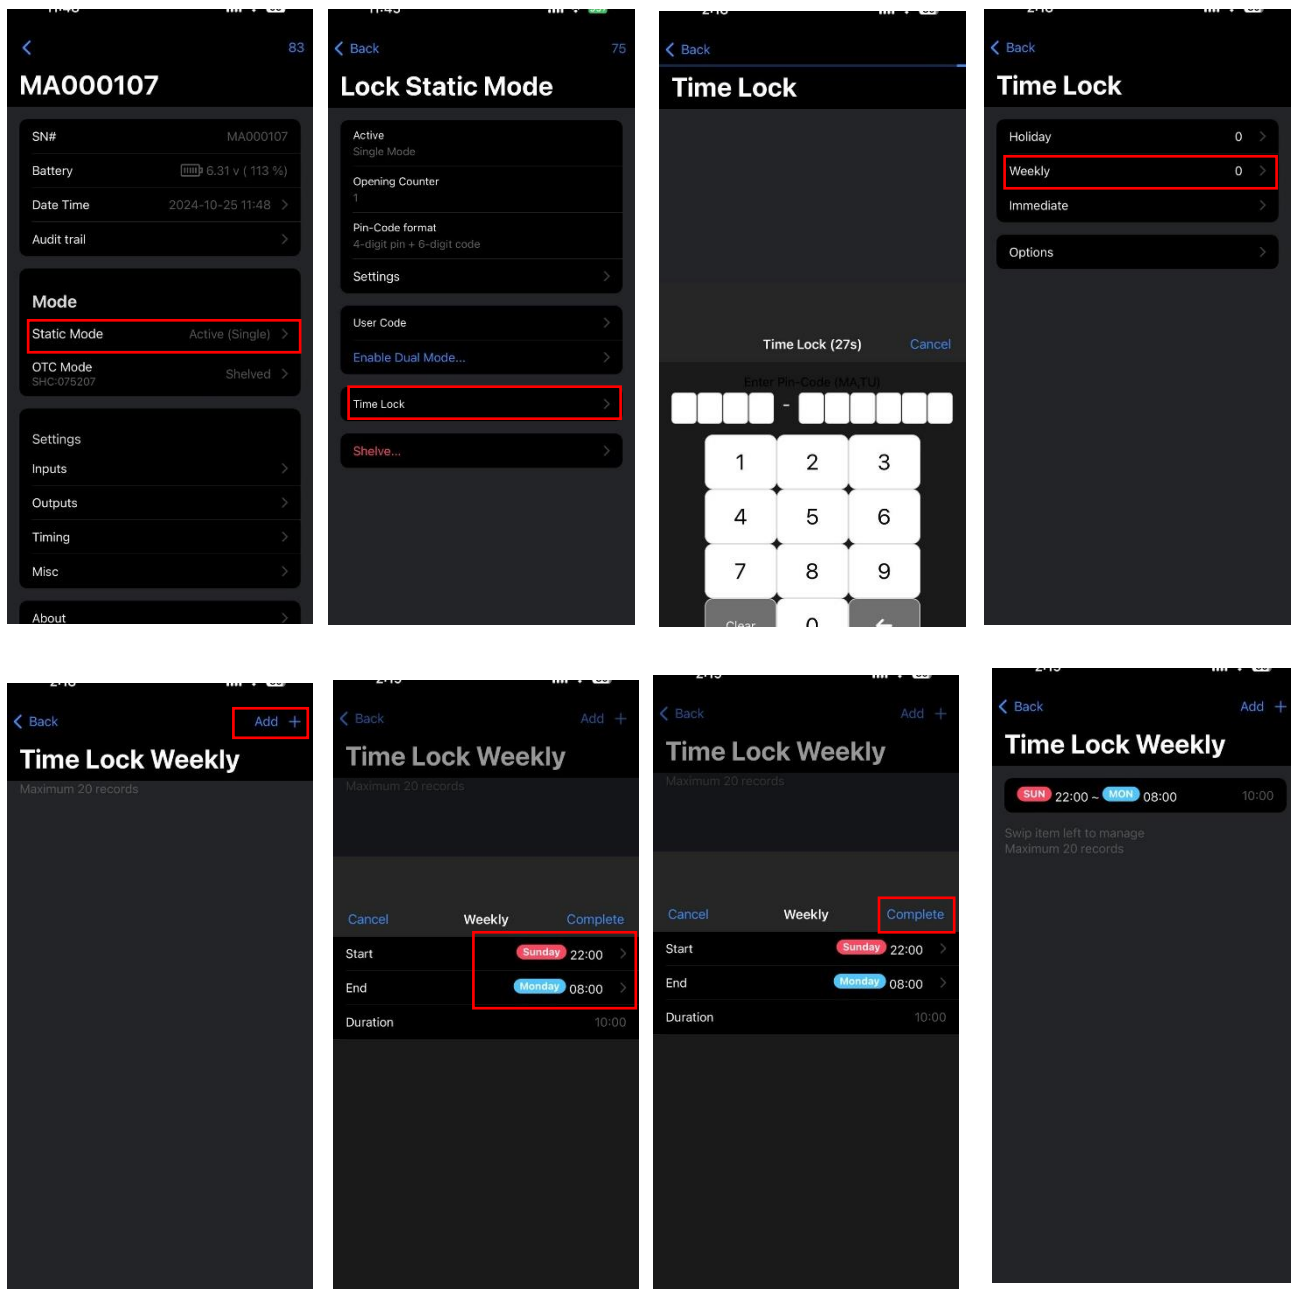 83
MA000107
SN# MA000107
Battery 6.31 v ( 113 %)
Date Time 2024-10-25 11:48
Audit trail
Mode
Static Mode Active (Single)
OTC Mode Shelved
SHC:075207
Settings
Inputs
Outputs
Timing
Misc
About
Back 75
Lock Static Mode
Active
Single Mode
Opening Counter
1
Pin-Code format
4-digit pin + 6-digit code
Settings
User Code
Enable Dual Mode...
Time Lock
Shelve...
Back
Time Lock
Time Lock (27s) Cancel
Enter Pin-Code (MA,TU)
-
1 2 3
4 5 6
7 8 9
Clear 0
Back
Time Lock
Holiday 0
Weekly 0
Immediate
Options
Back Add +
Time Lock Weekly
Maximum 20 records
Back Add +
Time Lock Weekly
Maximum 20 records
Cancel Weekly Complete
Start Sunday 22:00
End Monday 08:00
Duration 10:00
Back Add +
Time Lock Weekly
Maximum 20 records
Cancel Weekly Complete
Start Sunday 22:00
End Monday 08:00
Duration 10:00
Back Add +
Time Lock Weekly
SUN 22:00 ~ MON 08:00 10:00
Swip item left to manage
Maximum 20 records